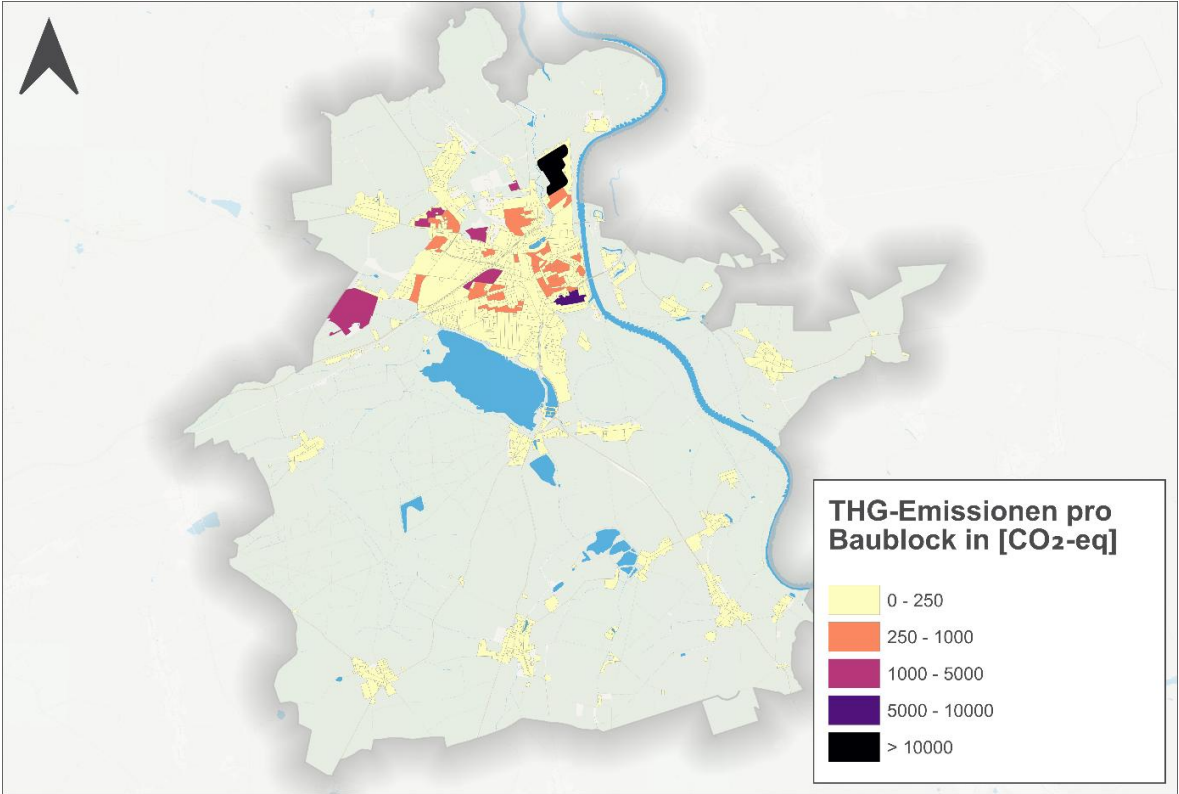 THG-Emissionen pro
Baublock in [CO₂-eq]
0 - 250
250 - 1000
1000 - 5000
5000 - 10000
> 10000